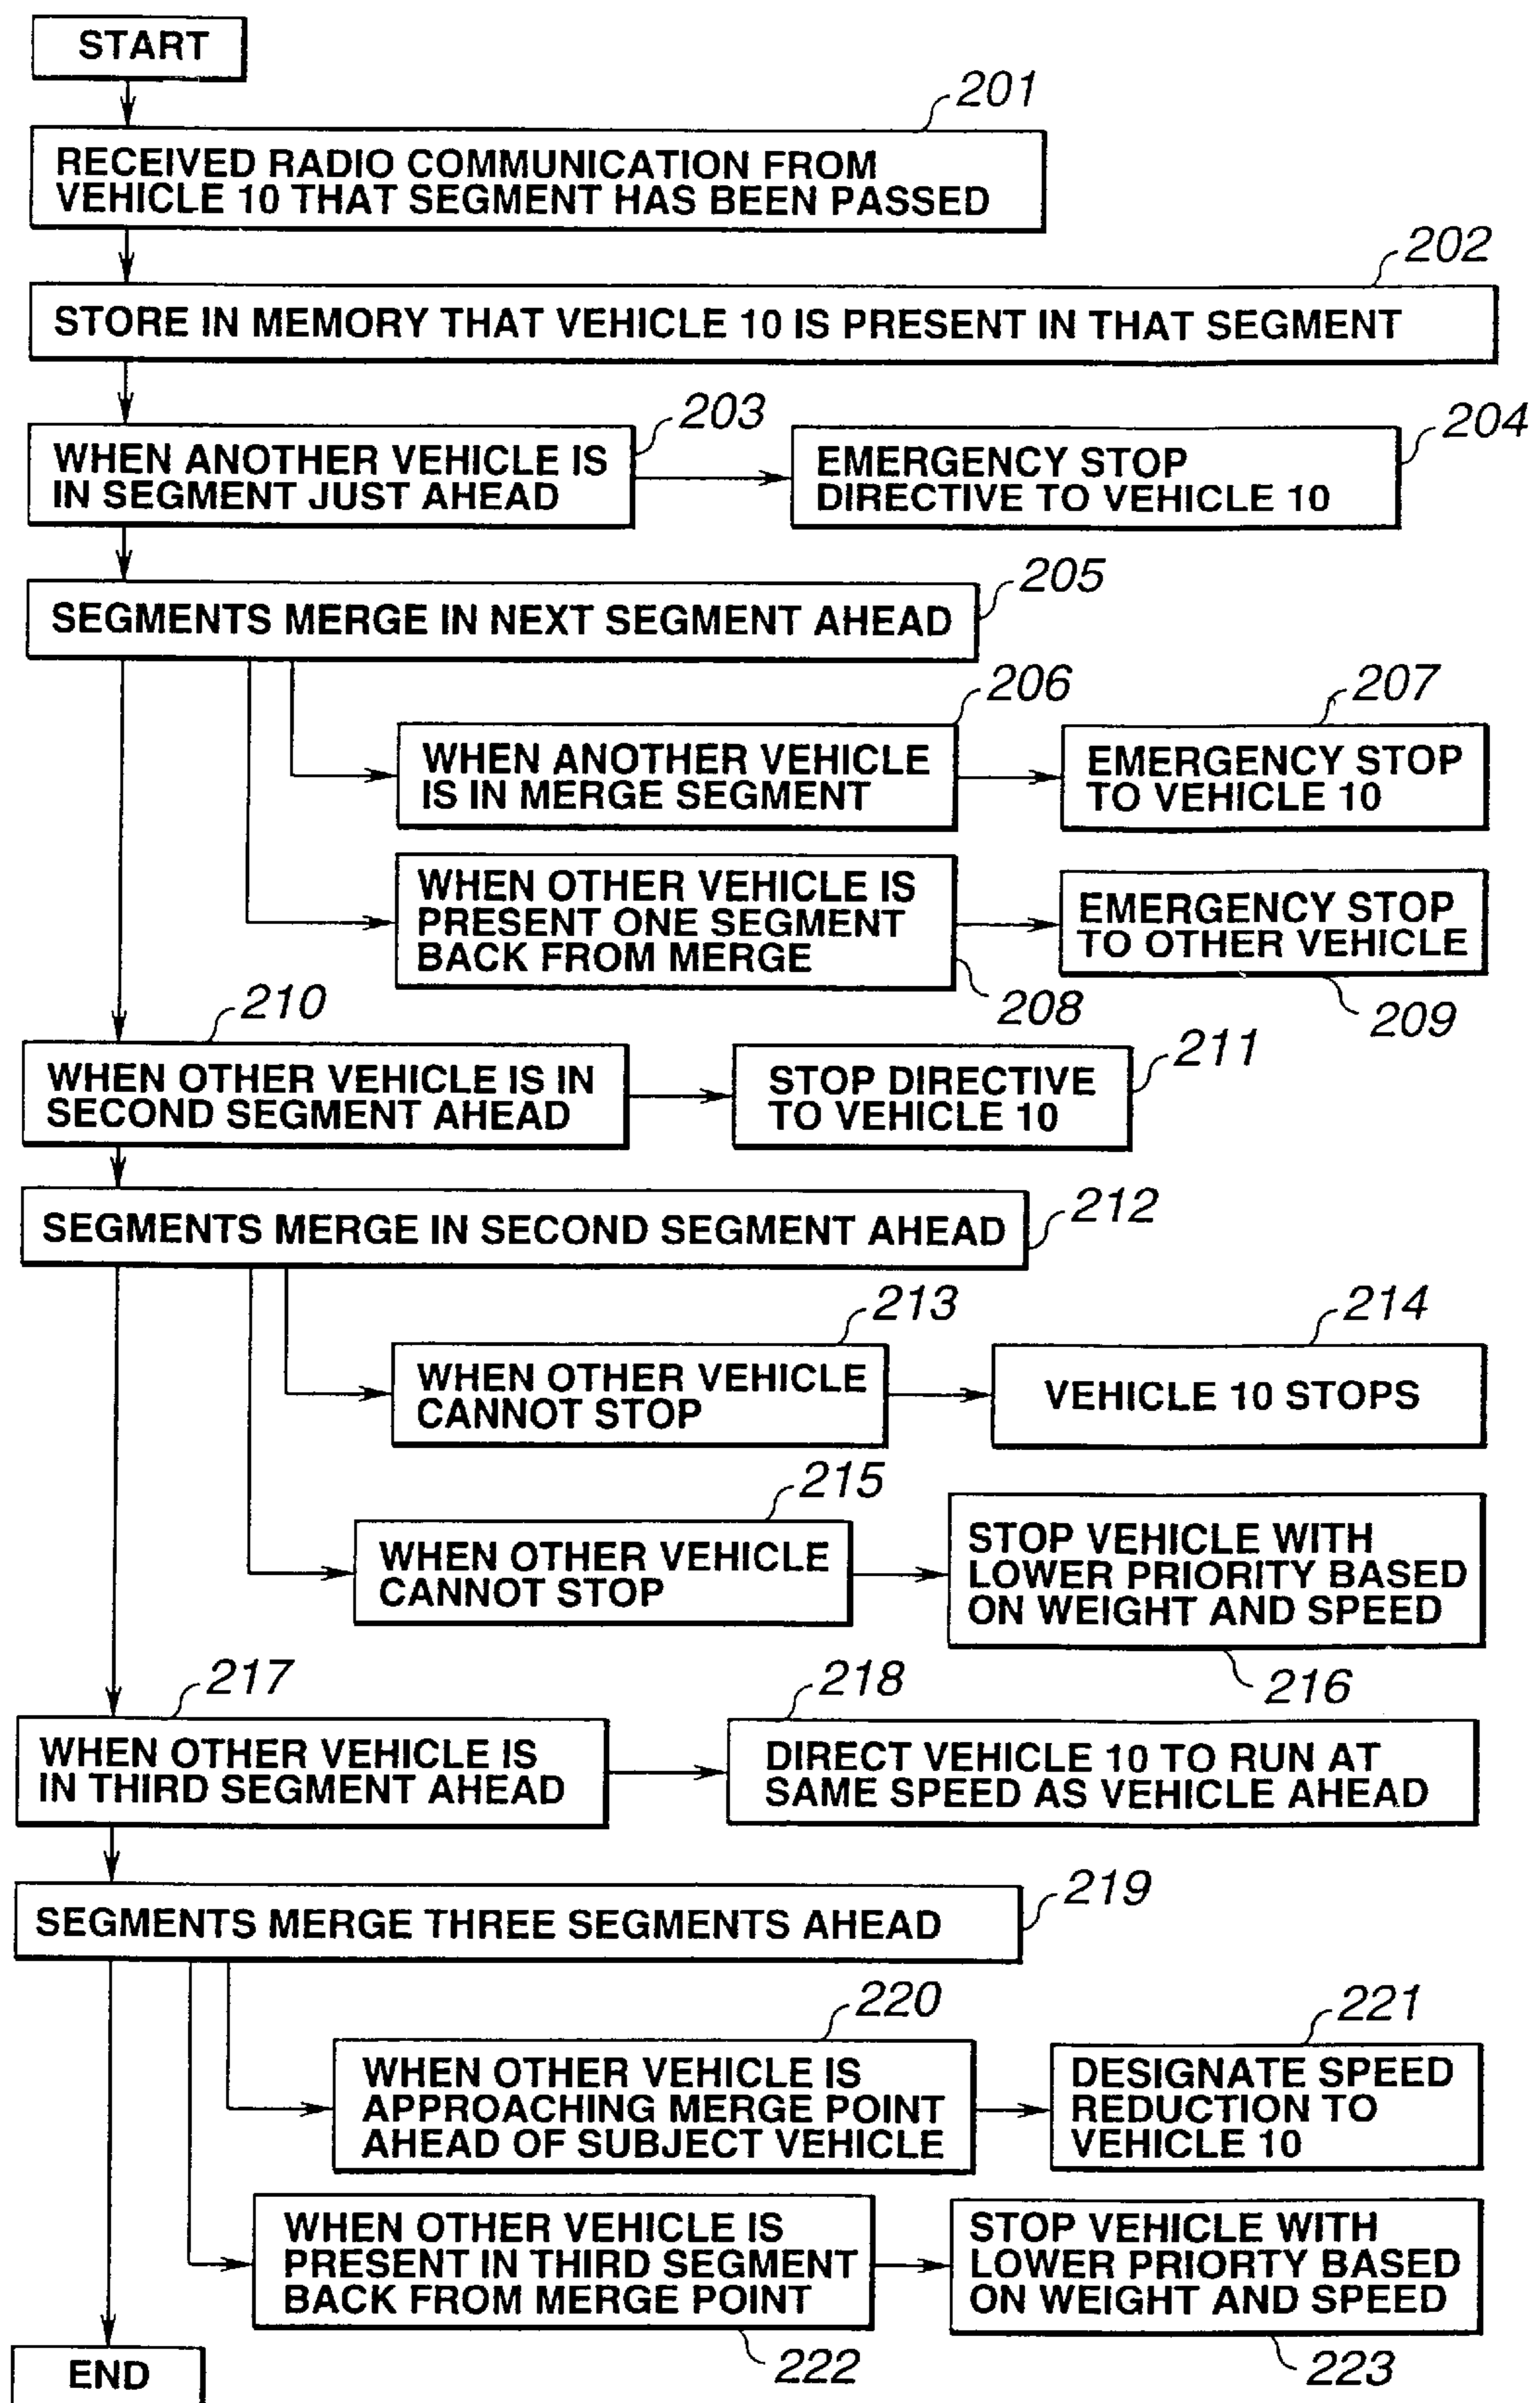 START
201
RECEIVED RADIO COMMUNICATION FROM
VEHICLE 10 THAT SEGMENT HAS BEEN PASSED
202
STORE IN MEMORY THAT VEHICLE 10 IS PRESENT IN THAT SEGMENT
203
WHEN ANOTHER VEHICLE IS
IN SEGMENT JUST AHEAD
204
EMERGENCY STOP
DIRECTIVE TO VEHICLE 10
205
SEGMENTS MERGE IN NEXT SEGMENT AHEAD
206
WHEN ANOTHER VEHICLE
IS IN MERGE SEGMENT
207
EMERGENCY STOP
TO VEHICLE 10
WHEN OTHER VEHICLE IS
PRESENT ONE SEGMENT
BACK FROM MERGE
208
EMERGENCY STOP
TO OTHER VEHICLE
209
210
WHEN OTHER VEHICLE IS IN
SECOND SEGMENT AHEAD
211
STOP DIRECTIVE
TO VEHICLE 10
212
SEGMENTS MERGE IN SECOND SEGMENT AHEAD
213
WHEN OTHER VEHICLE
CANNOT STOP
214
VEHICLE 10 STOPS
215
WHEN OTHER VEHICLE
CANNOT STOP
STOP VEHICLE WITH
LOWER PRIORITY BASED
ON WEIGHT AND SPEED
216
217
WHEN OTHER VEHICLE IS
IN THIRD SEGMENT AHEAD
218
DIRECT VEHICLE 10 TO RUN AT
SAME SPEED AS VEHICLE AHEAD
219
SEGMENTS MERGE THREE SEGMENTS AHEAD
220
WHEN OTHER VEHICLE IS
APPROACHING MERGE POINT
AHEAD OF SUBJECT VEHICLE
221
DESIGNATE SPEED
REDUCTION TO
VEHICLE 10
WHEN OTHER VEHICLE IS
PRESENT IN THIRD SEGMENT
BACK FROM MERGE POINT
222
STOP VEHICLE WITH
LOWER PRIORTY BASED
ON WEIGHT AND SPEED
223
END